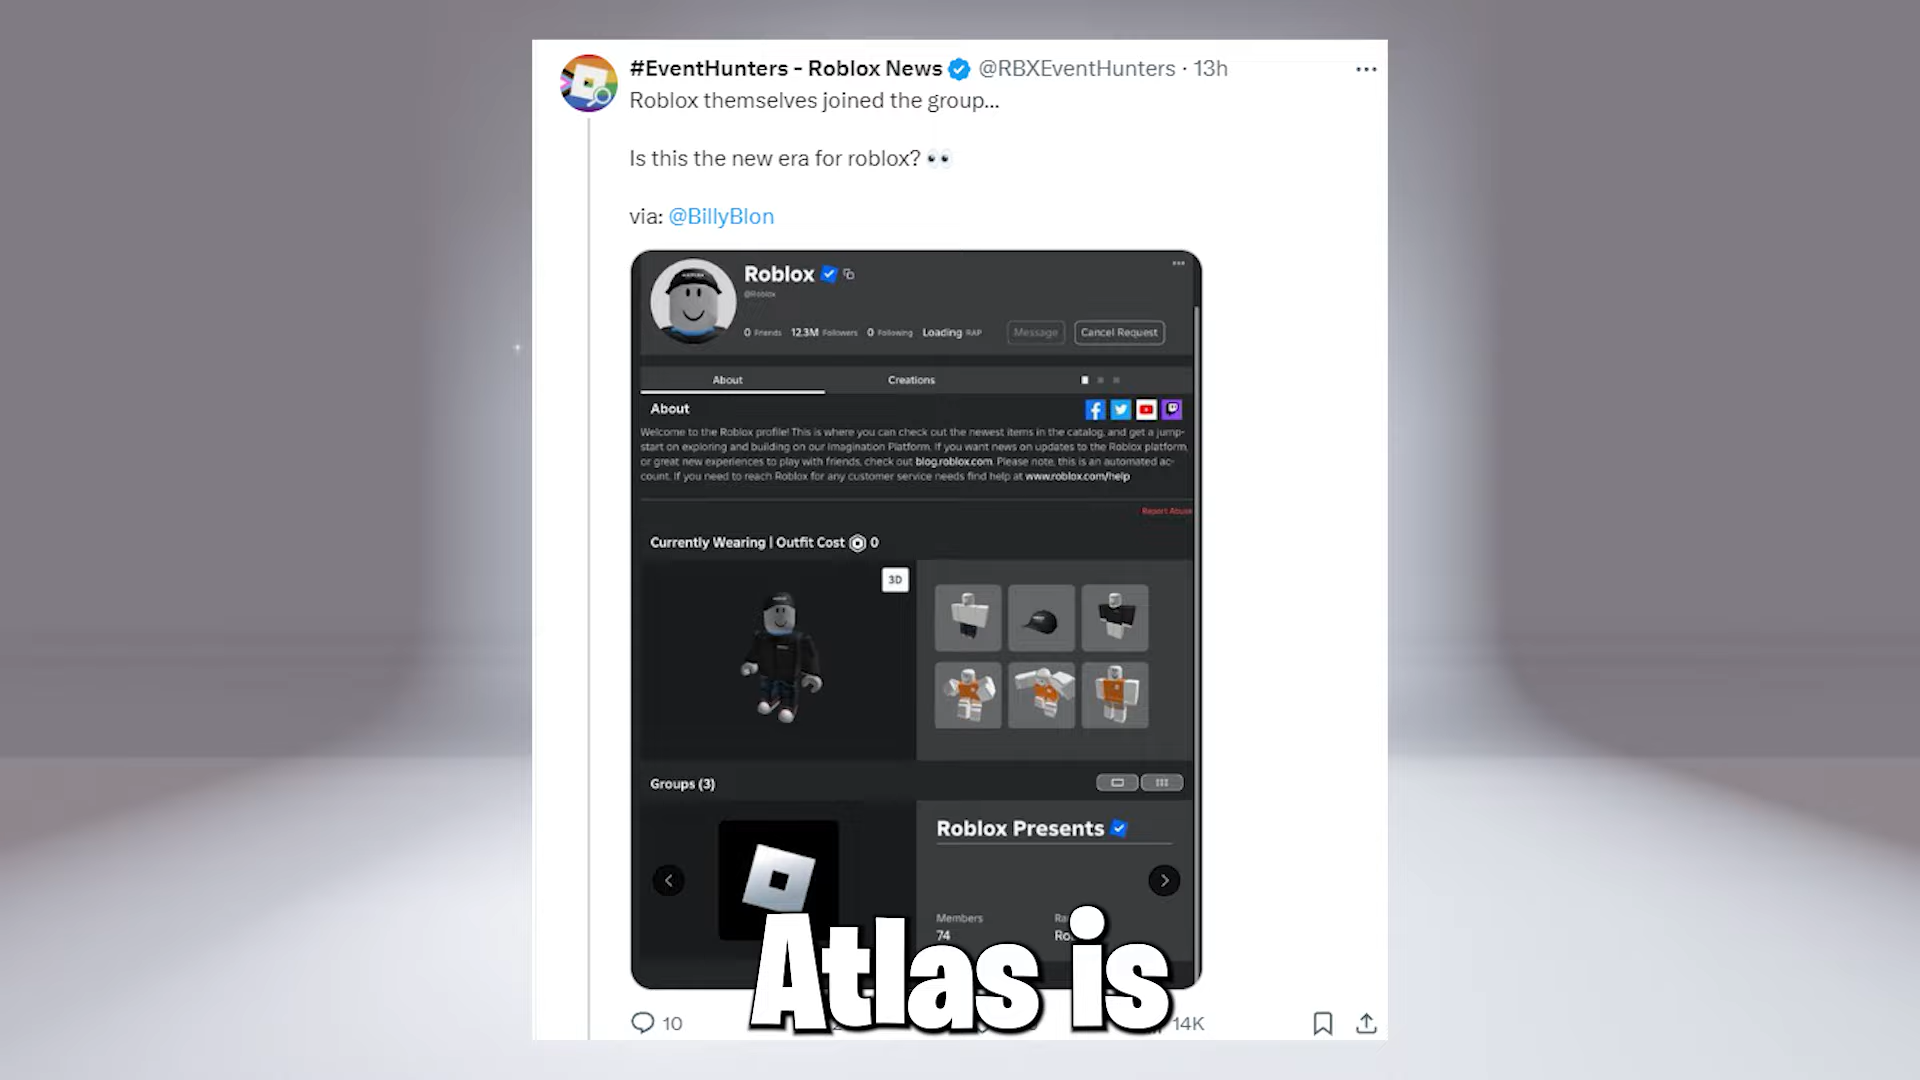 #EventHunters - Roblox News @RBXEventHunters · 13h
Roblox themselves joined the group...
Is this the new era for roblox? 👀
via: @BillyBlon
Roblox
@Roblox
0 Friends 12.3M Followers 0 Following Loading RAP Message Cancel Request
About Creations
About
Welcome to the Roblox profile! This is where you can check out the newest items in the catalog, and get a jump-
start on exploring and building on our Imagination Platform. If you want news on updates to the Roblox platform,
or great new experiences to play with friends, check out blog.roblox.com. Please note, this is an automated ac-
count. If you need to reach Roblox for any customer service needs find help at www.roblox.com/help
Report Abuse
Currently Wearing | Outfit Cost 0
3D
Groups (3)
Roblox Presents
Members
74
Atlas is
10 14K